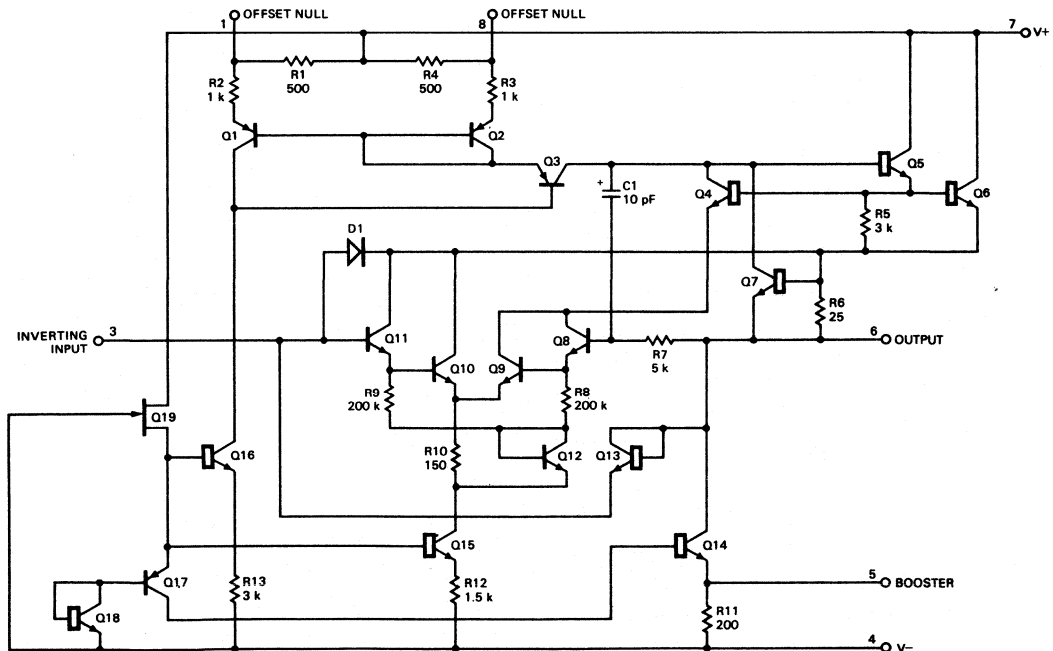 1
OFFSET NULL
8
OFFSET NULL
7
V+
R1
500
R4
500
R2
1 k
R3
1 k
Q1
Q2
Q3
+
C1
10 pF
Q4
Q5
Q6
R5
3 k
D1
Q7
R6
25
INVERTING
INPUT
3
Q11
Q8
R7
5 k
6
OUTPUT
Q10
Q9
R9
200 k
R8
200 k
Q19
Q16
R10
150
Q12
Q13
Q15
Q14
Q1,7
R13
3 k
R12
1.5 k
5
BOOSTER
Q18
R11
200
4
V−